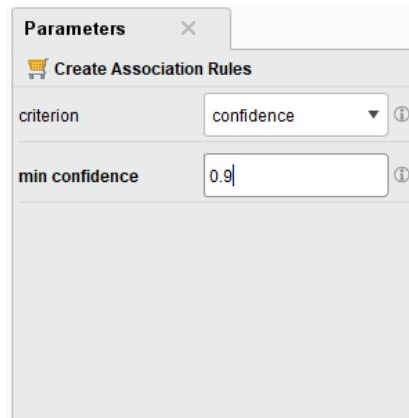 Parameters
Create Association Rules
criterion confidence
min confidence 0.9